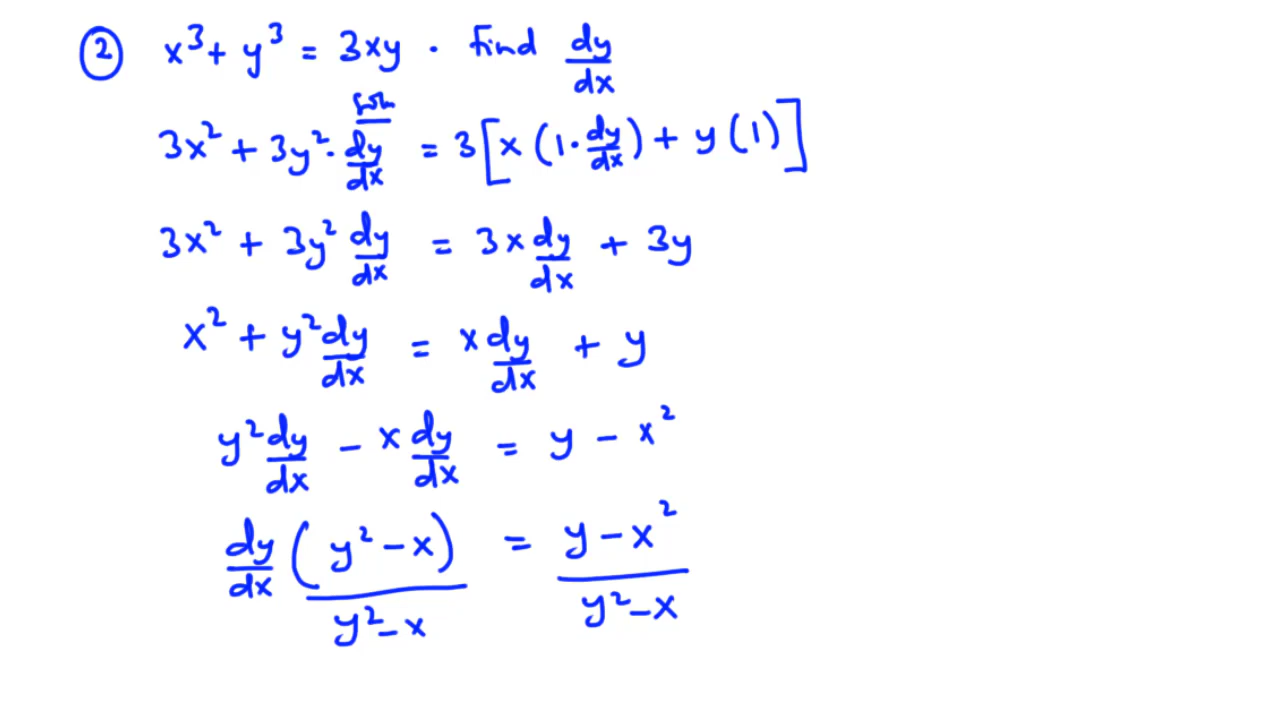 ② x³ + y³ = 3xy . Find dy/dx
soln
3x² + 3y² · dy/dx = 3[x(1 · dy/dx) + y(1)]
3x² + 3y² dy/dx = 3x dy/dx + 3y
x² + y² dy/dx = x dy/dx + y
y² dy/dx - x dy/dx = y - x²
dy/dx (y² - x)/y² - x = y - x²/y² - x